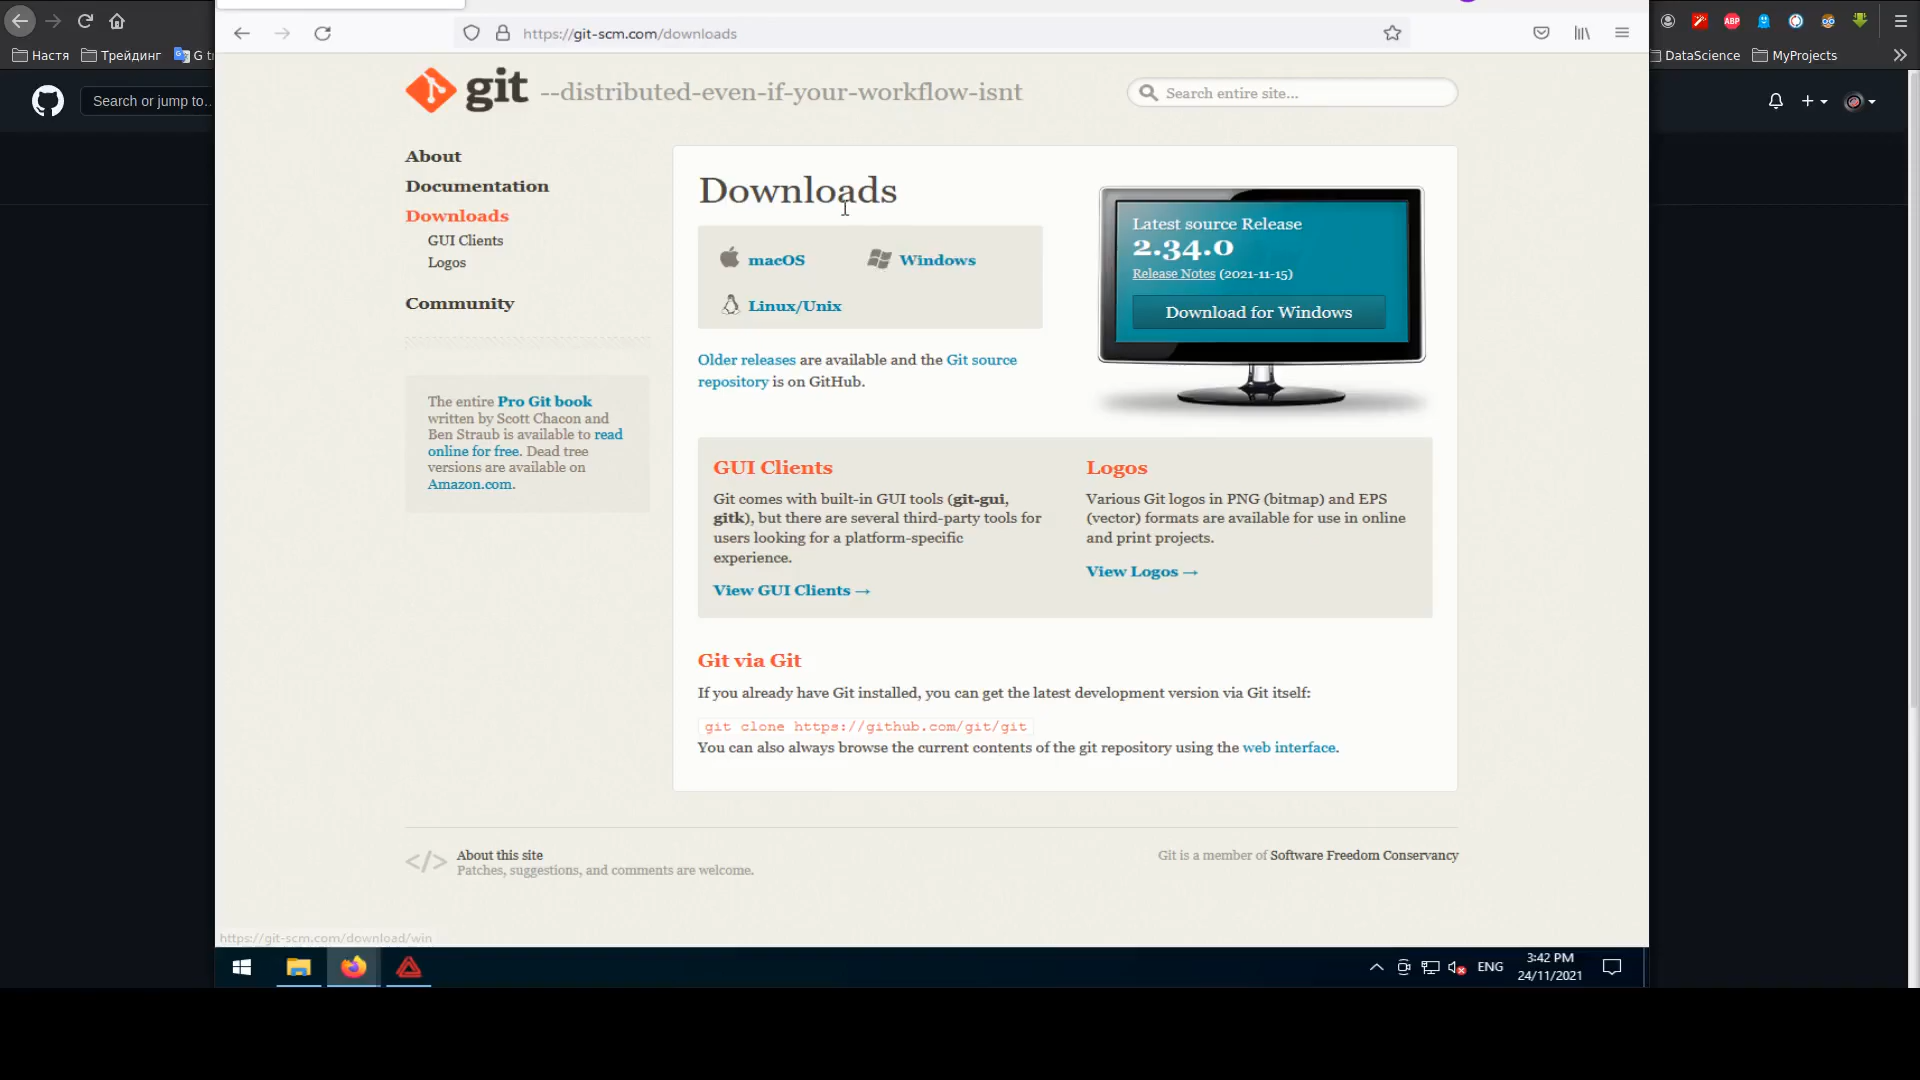 https://git-scm.com/downloads
Настя
Трейдинг
G t
DataScience
MyProjects
Search or jump to...
git --distributed-even-if-your-workflow-isnt
Search entire site...
About
Documentation
Downloads
GUI Clients
Logos
Community
The entire Pro Git book
written by Scott Chacon and
Ben Straub is available to read
online for free. Dead tree
versions are available on
Amazon.com.
Downloads
macOS
Windows
Linux/Unix
Older releases are available and the Git source
repository is on GitHub.
Latest source Release
2.34.0
Release Notes (2021-11-15)
Download for Windows
GUI Clients
Git comes with built-in GUI tools (git-gui,
gitk), but there are several third-party tools for
users looking for a platform-specific
experience.
View GUI Clients →
Logos
Various Git logos in PNG (bitmap) and EPS
(vector) formats are available for use in online
and print projects.
View Logos →
Git via Git
If you already have Git installed, you can get the latest development version via Git itself:
git clone https://github.com/git/git
You can also always browse the current contents of the git repository using the web interface.
</> About this site
Patches, suggestions, and comments are welcome.
Git is a member of Software Freedom Conservancy
https://git-scm.com/download/win
ENG
3:42 PM
24/11/2021
ABP